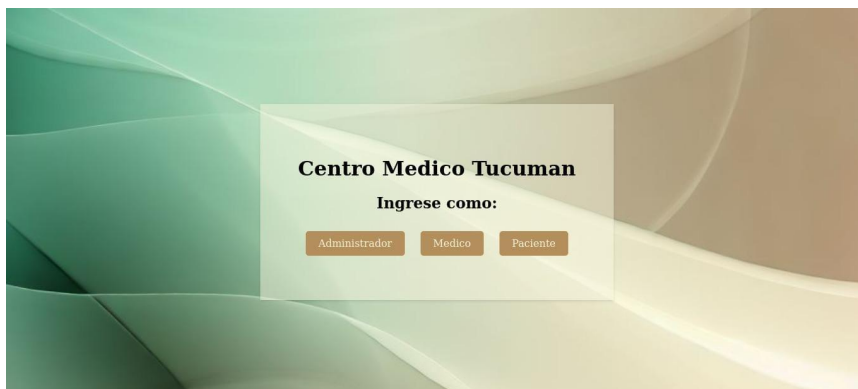 Centro Medico Tucuman
Ingrese como:
Administrador Medico Paciente